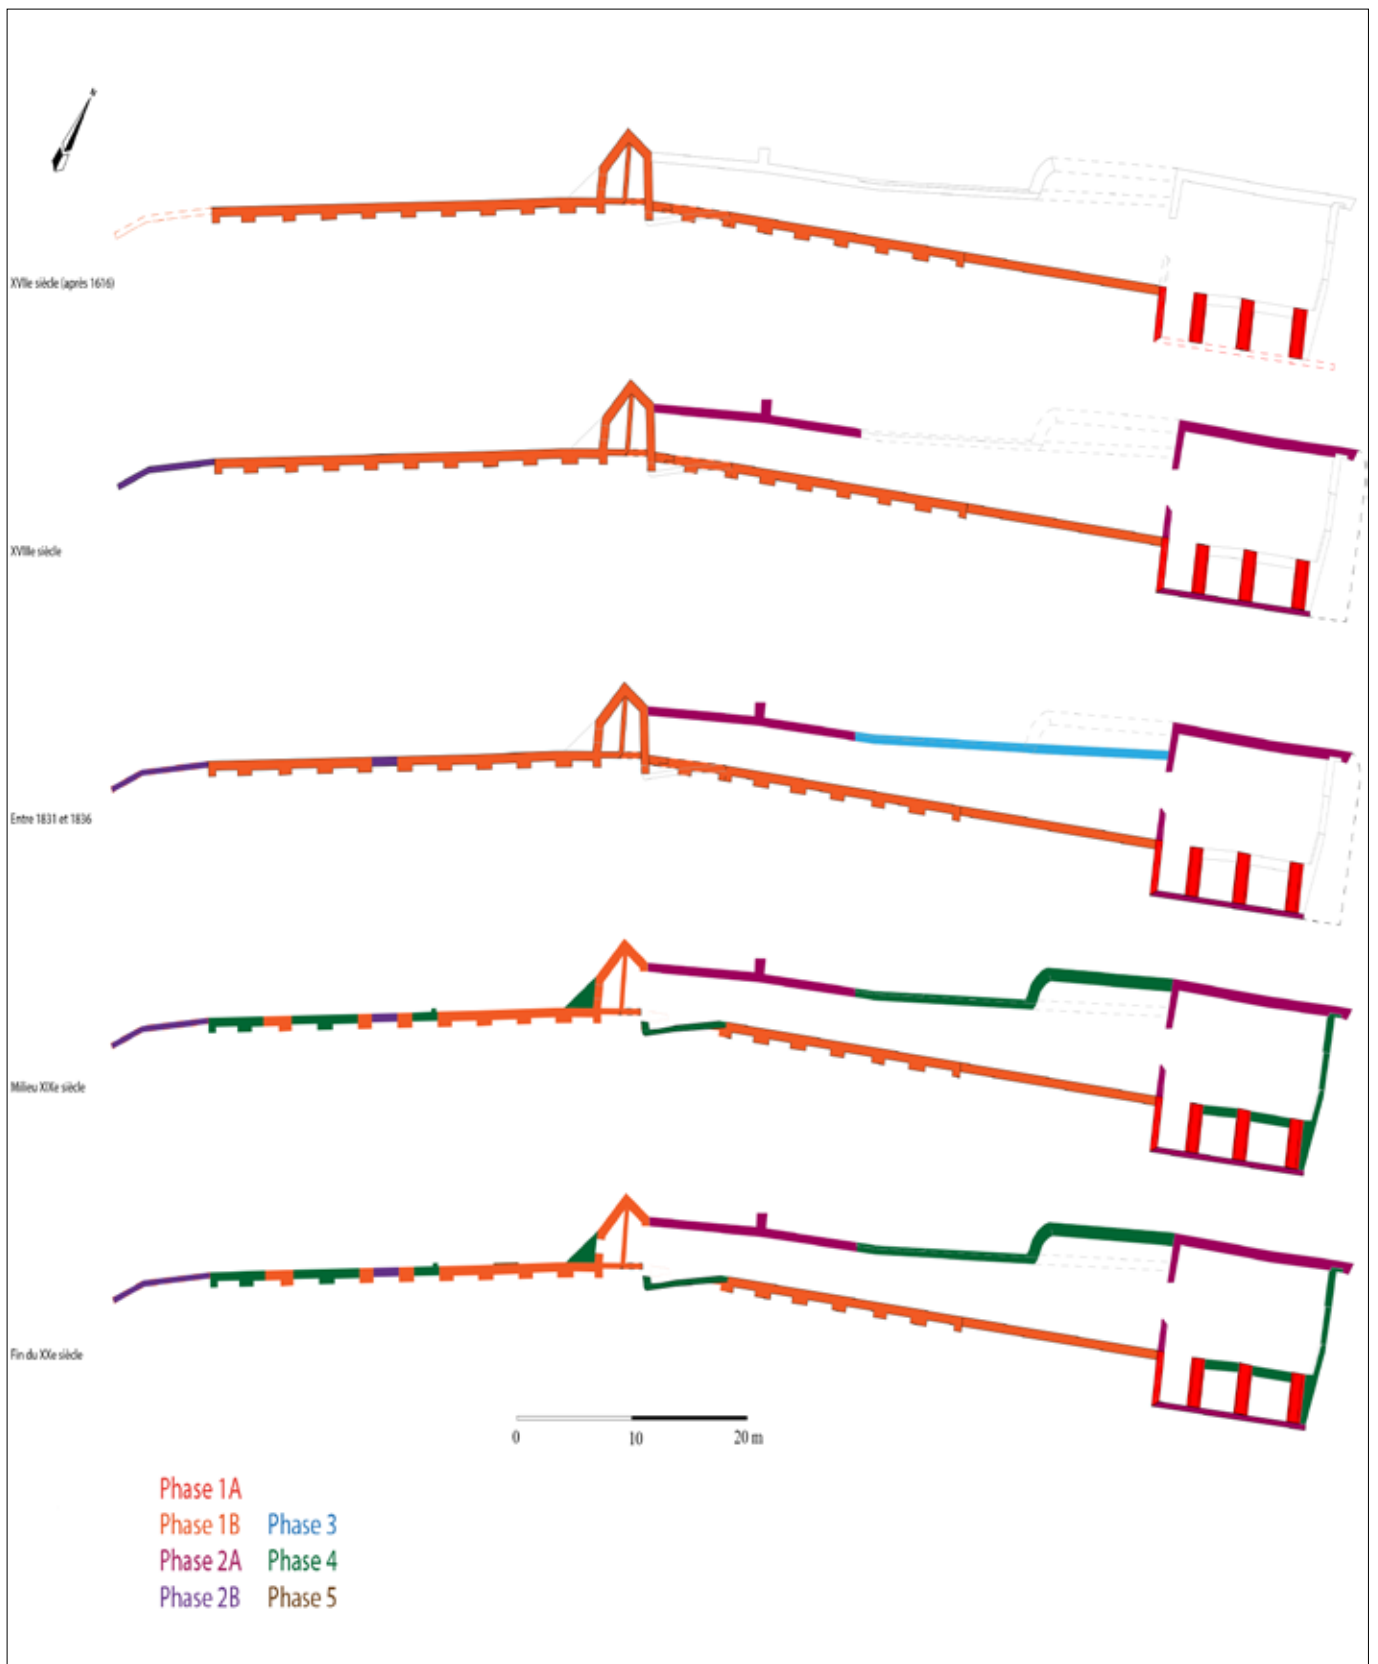 N
XVIIe siècle (après 1616)
XVIIIe siècle
Entre 1831 et 1836
Milieu XIXe siècle
Fin du XXe siècle
0 10 20 m
Phase 1A
Phase 1B Phase 3
Phase 2A Phase 4
Phase 2B Phase 5